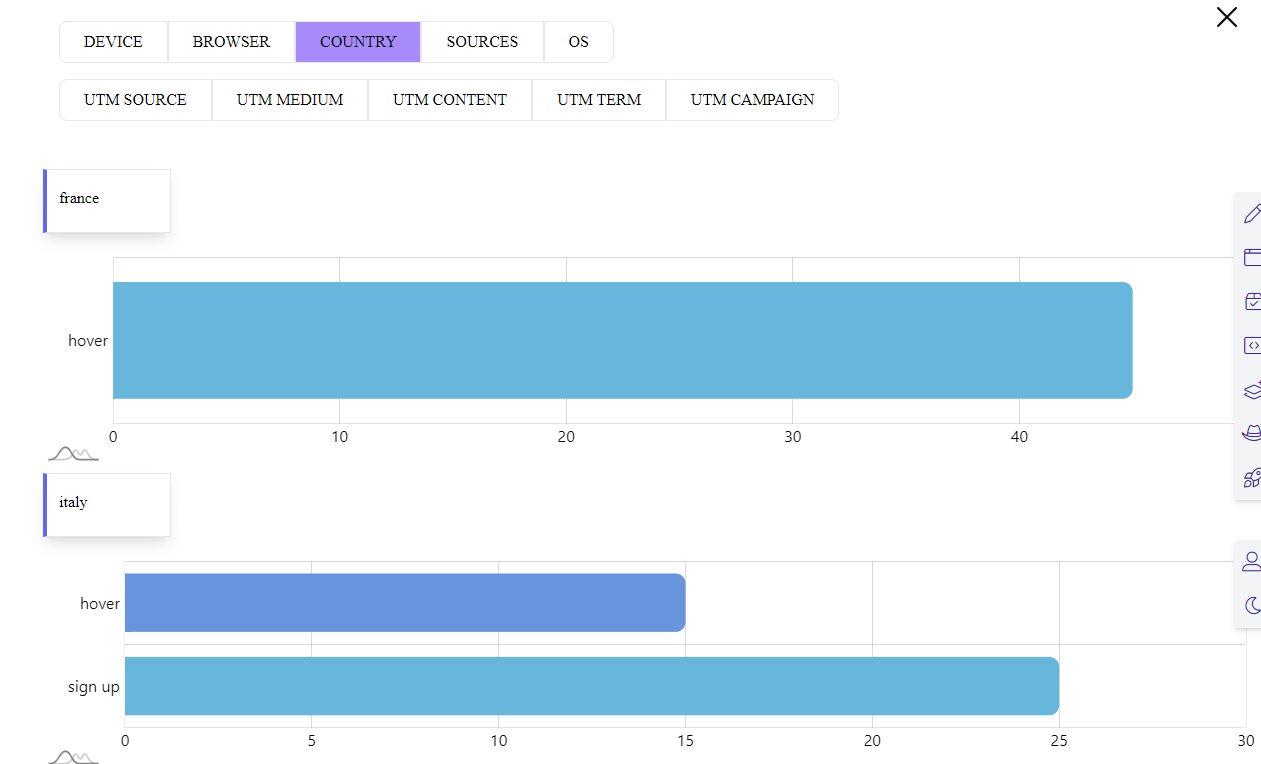 DEVICE BROWSER COUNTRY SOURCES OS
UTM SOURCE UTM MEDIUM UTM CONTENT UTM TERM UTM CAMPAIGN
france
hover
0 10 20 30 40
italy
hover
sign up
0 5 10 15 20 25 30